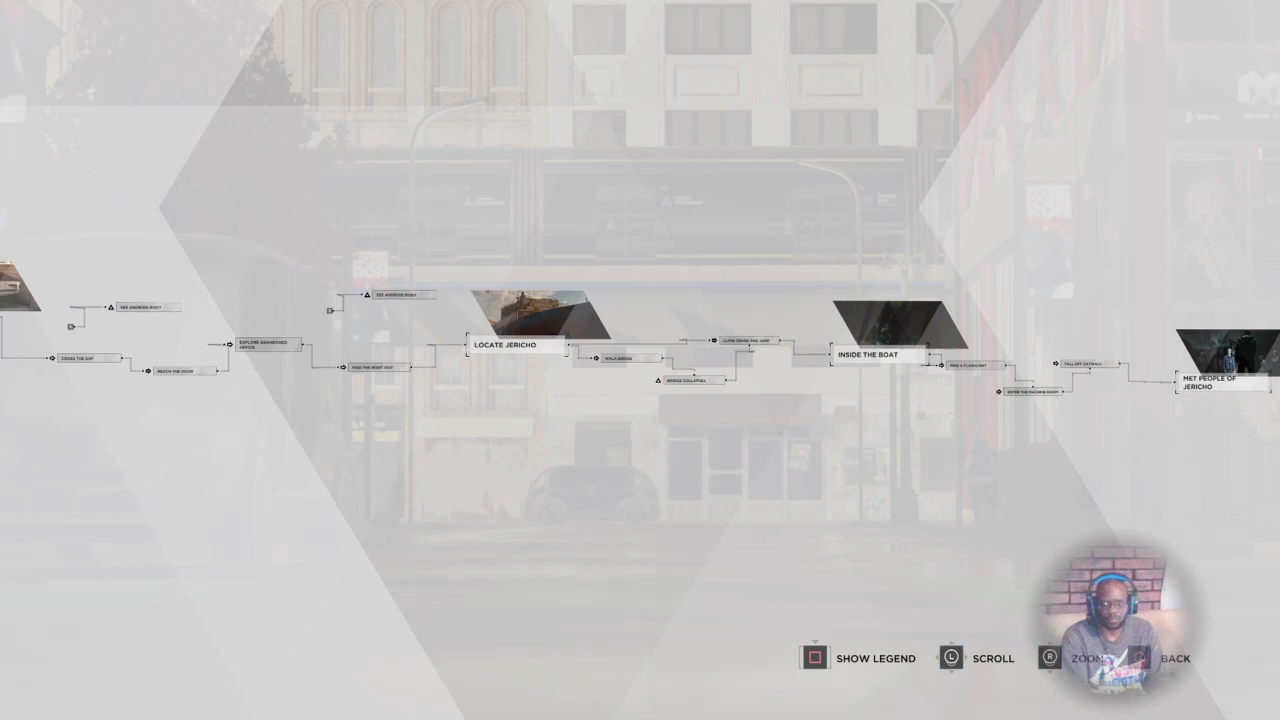 SEE ANDROID BODY
SEE ANDROID BODY
EXPLORE ABANDONED
OFFICE
LOCATE JERICHO
CLIMB CRANE AND JUMP
INSIDE THE BOAT
CROSS THE GAP
REACH THE DOOR
FIND THE RIGHT EXIT
WALK BRIDGE
BRIDGE COLLAPSES
FIND A FLASHLIGHT
FALL OFF CATWALK
ENTER THE MACHINE ROOM
MET PEOPLE OF
JERICHO
SHOW LEGEND
L
SCROLL
R
ZOOM
BACK